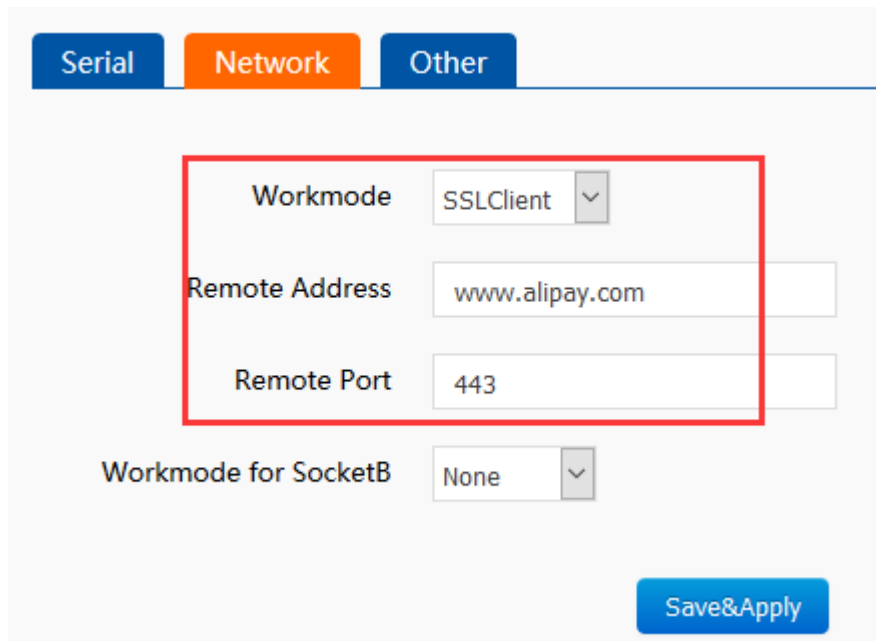 Serial Network Other
Workmode SSLClient
Remote Address www.alipay.com
Remote Port 443
Workmode for SocketB None
Save&Apply